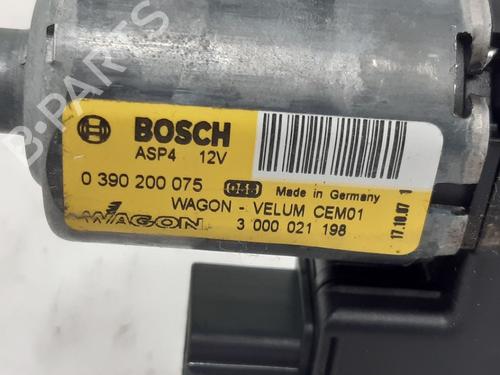 BOSCH
ASP4 12V
0 390 200 075 Made in Germany
WAGON - VELUM CEM01
WAGON 3 000 021 198
17.10.07 1
B-PARTS